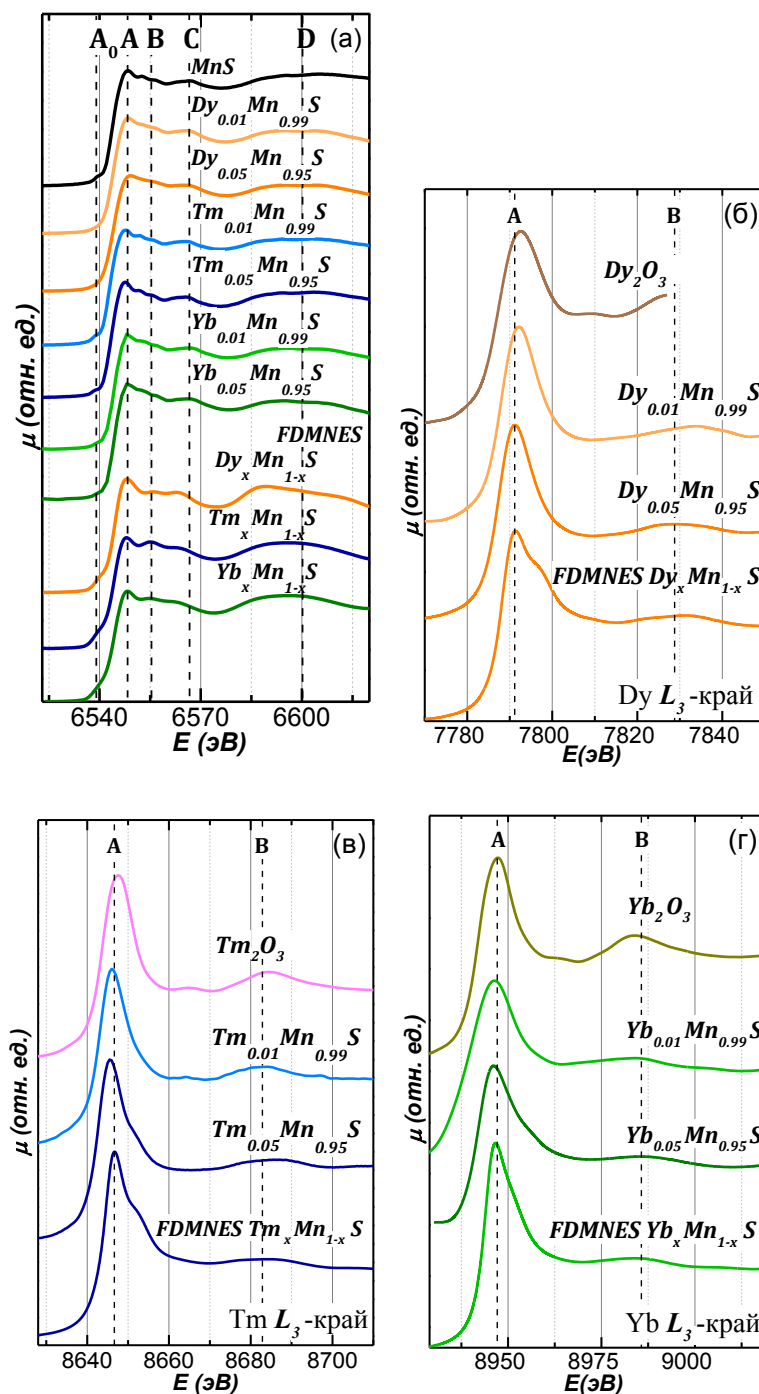 (а)
A₀ A B C D
MnS
Dy₀.₀₁Mn₀.₉₉S
Dy₀.₀₅Mn₀.₉₅S
Tm₀.₀₁Mn₀.₉₉S
Tm₀.₀₅Mn₀.₉₅S
Yb₀.₀₁Mn₀.₉₉S
Yb₀.₀₅Mn₀.₉₅S
FDMNES
DyₓMn₁₋ₓS
TmₓMn₁₋ₓS
YbₓMn₁₋ₓS
μ (отн. ед.)
6540 6570 6600
E (эВ)
(б)
A B
Dy₂O₃
Dy₀.₀₁Mn₀.₉₉S
Dy₀.₀₅Mn₀.₉₅S
FDMNES DyₓMn₁₋ₓS
Dy L₃-край
μ (отн. ед.)
7780 7800 7820 7840
E(эВ)
(в)
A B
Tm₂O₃
Tm₀.₀₁Mn₀.₉₉S
Tm₀.₀₅Mn₀.₉₅S
FDMNES TmₓMn₁₋ₓS
Tm L₃-край
μ (отн. ед.)
8640 8660 8680 8700
E (эВ)
(г)
A B
Yb₂O₃
Yb₀.₀₁Mn₀.₉₉S
Yb₀.₀₅Mn₀.₉₅S
FDMNES YbₓMn₁₋ₓS
Yb L₃-край
μ (отн. ед.)
8950 8975 9000
E(эВ)